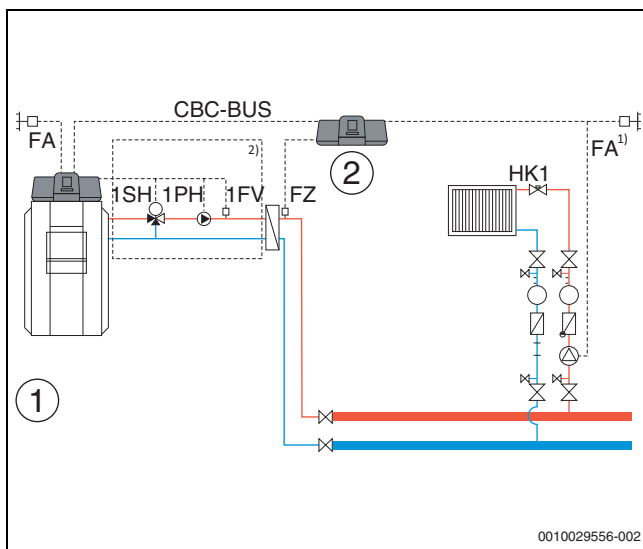 CBC-BUS
FA
FA1)
2)
2
1SH 1PH 1FV FZ
HK1
1
0010029556-002